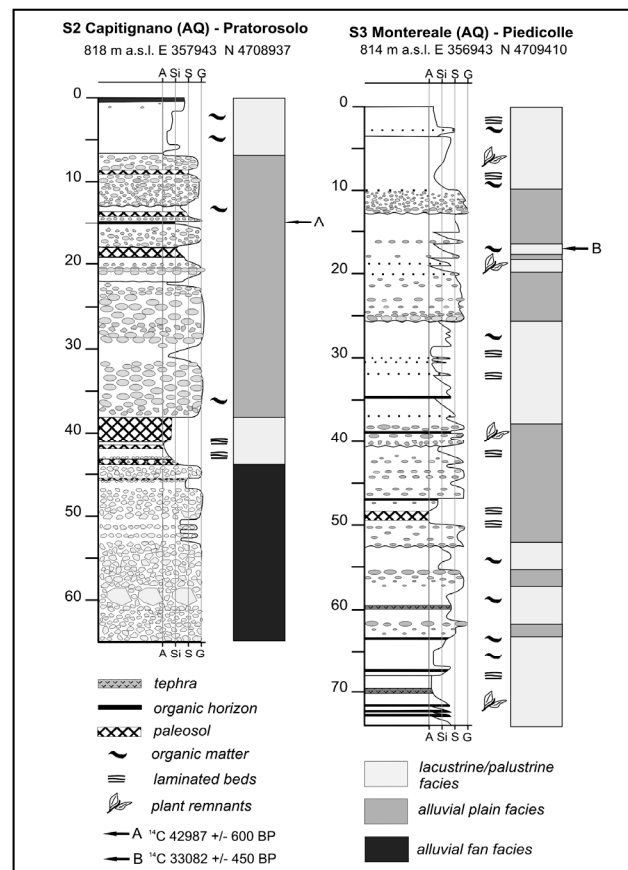 S2 Capitignano (AQ) - Pratorosolo
818 m a.s.l. E 357943 N 4708937
A Si S G
0
10
20
30
40
50
60
A Si S G
A
S3 Montereale (AQ) - Piedicolle
814 m a.s.l. E 356943 N 4709410
A Si S G
0
10
20
30
40
50
60
70
A Si S G
B
tephra
organic horizon
paleosol
organic matter
laminated beds
plant remnants
A ¹⁴C 42987 +/- 600 BP
B ¹⁴C 33082 +/- 450 BP
lacustrine/palustrine
facies
alluvial plain facies
alluvial fan facies